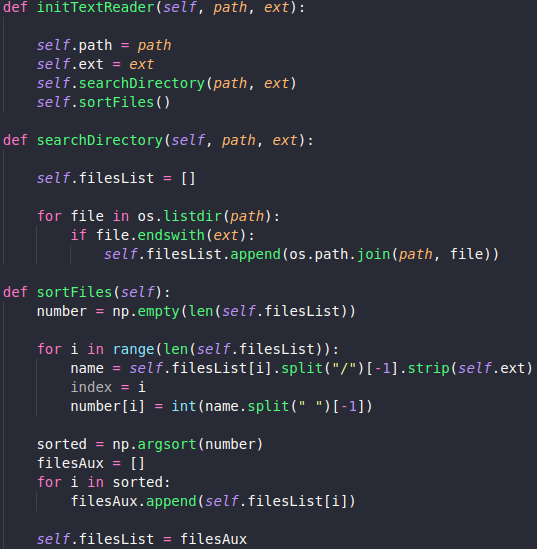 def initTextReader(self, path, ext):
self.path = path
self.ext = ext
self.searchDirectory(path, ext)
self.sortFiles()
def searchDirectory(self, path, ext):
self.filesList = []
for file in os.listdir(path):
if file.endswith(ext):
self.filesList.append(os.path.join(path, file))
def sortFiles(self):
number = np.empty(len(self.filesList))
for i in range(len(self.filesList)):
name = self.filesList[i].split("/")[-1].strip(self.ext)
index = i
number[i] = int(name.split(" ")[-1])
sorted = np.argsort(number)
filesAux = []
for i in sorted:
filesAux.append(self.filesList[i])
self.filesList = filesAux